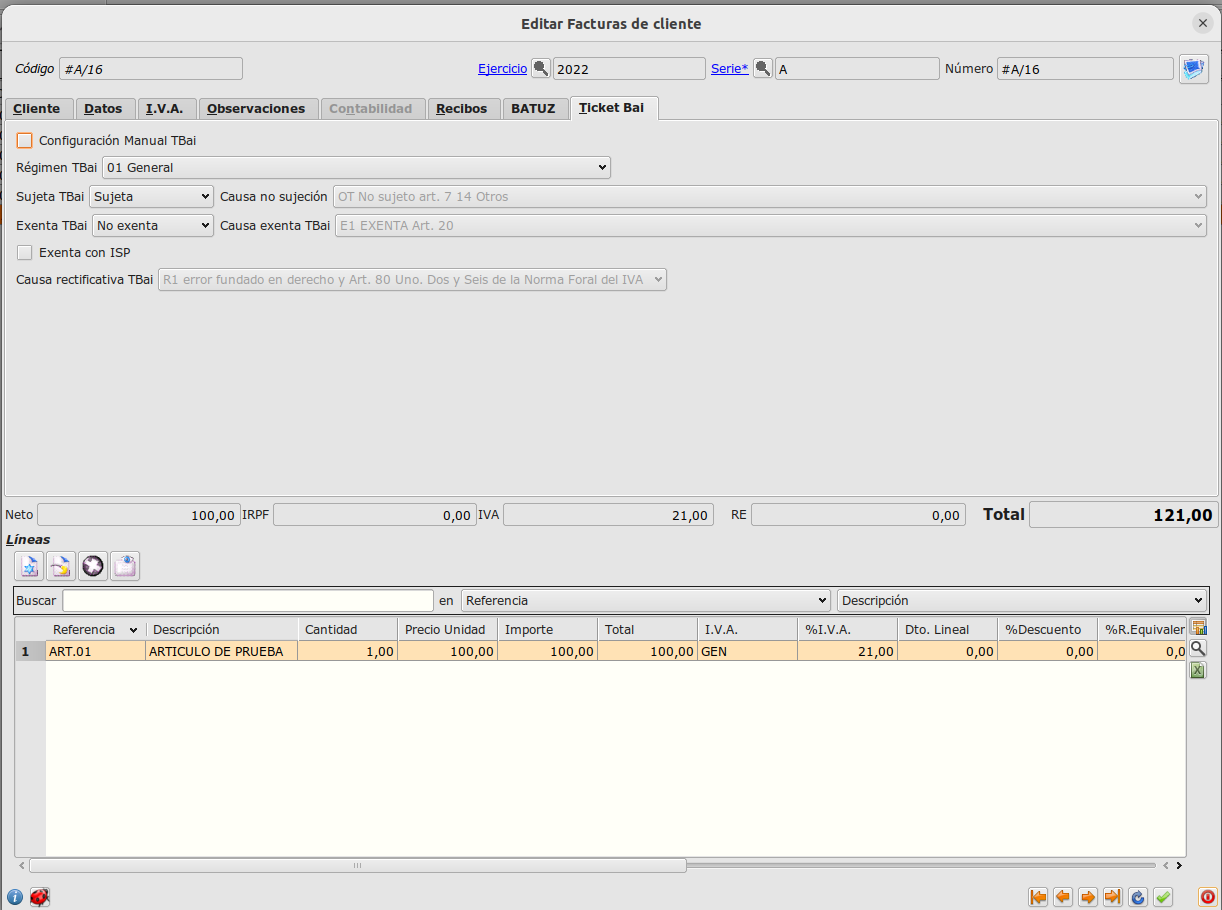 Editar Facturas de cliente
Código #A/16 Ejercicio 2022 Serie* A Número #A/16
Cliente Datos I.V.A. Observaciones Contabilidad Recibos BATUZ Ticket Bai
Configuración Manual TBai
Régimen TBai 01 General
Sujeta TBai Sujeta Causa no sujeción OT No sujeto art. 7 14 Otros
Exenta TBai No exenta Causa exenta TBai E1 EXENTA Art. 20
Exenta con ISP
Causa rectificativa TBai R1 error fundado en derecho y Art. 80 Uno. Dos y Seis de la Norma Foral del IVA
Neto 100,00 IRPF 0,00 IVA 21,00 RE 0,00 Total 121,00
Líneas
Buscar en Referencia Descripción
Referencia Descripción Cantidad Precio Unidad Importe Total I.V.A. %I.V.A. Dto. Lineal %Descuento %R.Equivaler
1 ART.01 ARTICULO DE PRUEBA 1,00 100,00 100,00 100,00 GEN 21,00 0,00 0,00 0,0